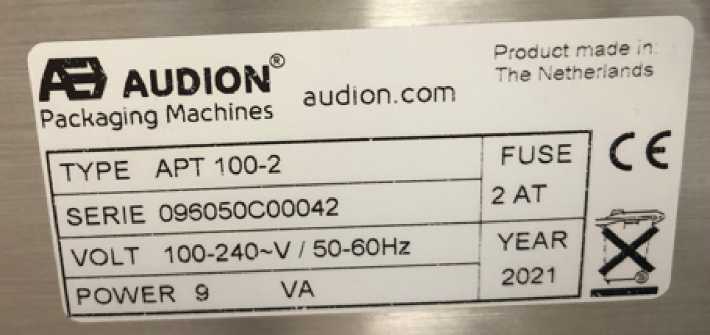 AUDION®
Packaging Machines
audion.com
Product made in:
The Netherlands
TYPE APT 100-2
SERIE 096050C00042
VOLT 100-240~V / 50-60Hz
POWER 9 VA
FUSE
2 AT
YEAR
2021
CE